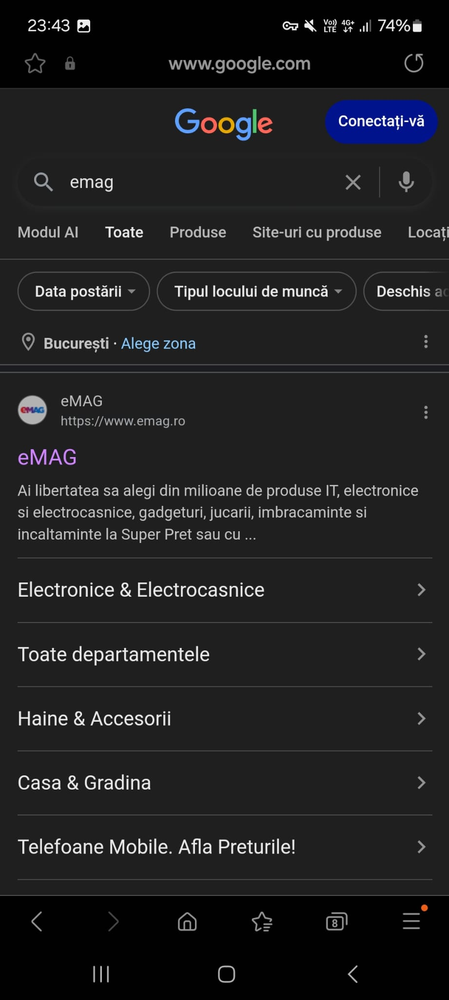 23:43
Vo)) LTE 4G+ 74%
www.google.com
Google
Conectați-vă
emag
Modul AI Toate Produse Site-uri cu produse Locați
Data postării Tipul locului de muncă Deschis ac
București · Alege zona
eMAG
eMAG
https://www.emag.ro
eMAG
Ai libertatea sa alegi din milioane de produse IT, electronice
si electrocasnice, gadgeturi, jucarii, imbracaminte si
incaltaminte la Super Pret sau cu ...
Electronice & Electrocasnice
Toate departamentele
Haine & Accesorii
Casa & Gradina
Telefoane Mobile. Afla Preturile!
8